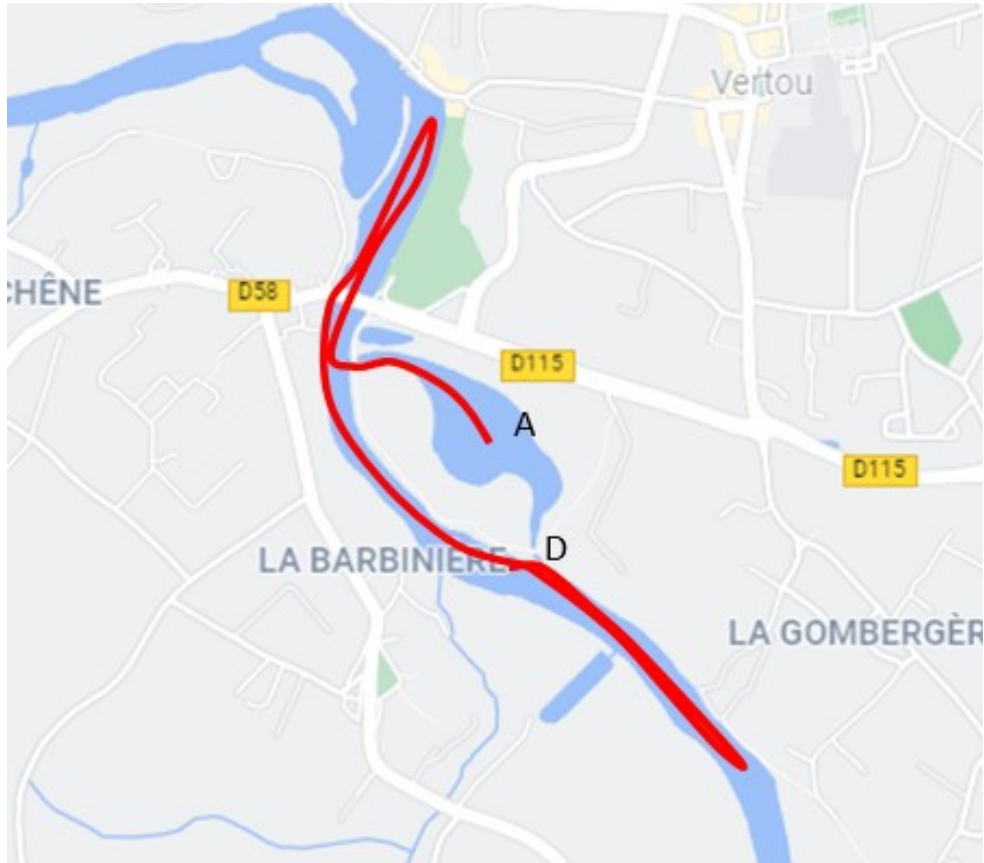 Vertou
CHÊNE
D58
D115
A
D115
D
LA BARBINIÈRE
LA GOMBERGÈR